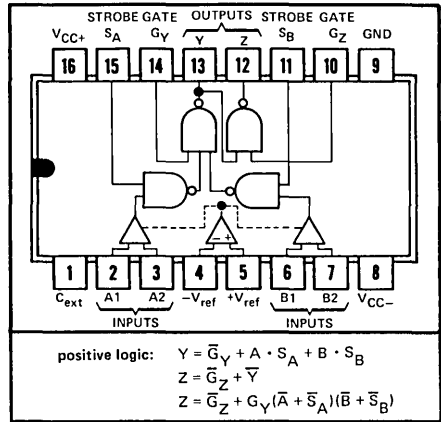 STROBE GATE OUTPUTS STROBE GATE
VCC+ SA GY Y Z SB GZ GND
16 15 14 13 12 11 10 9
− +
1 2 3 4 5 6 7 8
Cext A1 A2 −Vref +Vref B1 B2 VCC−
INPUTS INPUTS
positive logic: Y = G̅Y + A · SA + B · SB
Z = G̅Z + Y̅
Z = G̅Z + GY(A̅ + S̅A)(B̅ + S̅B)